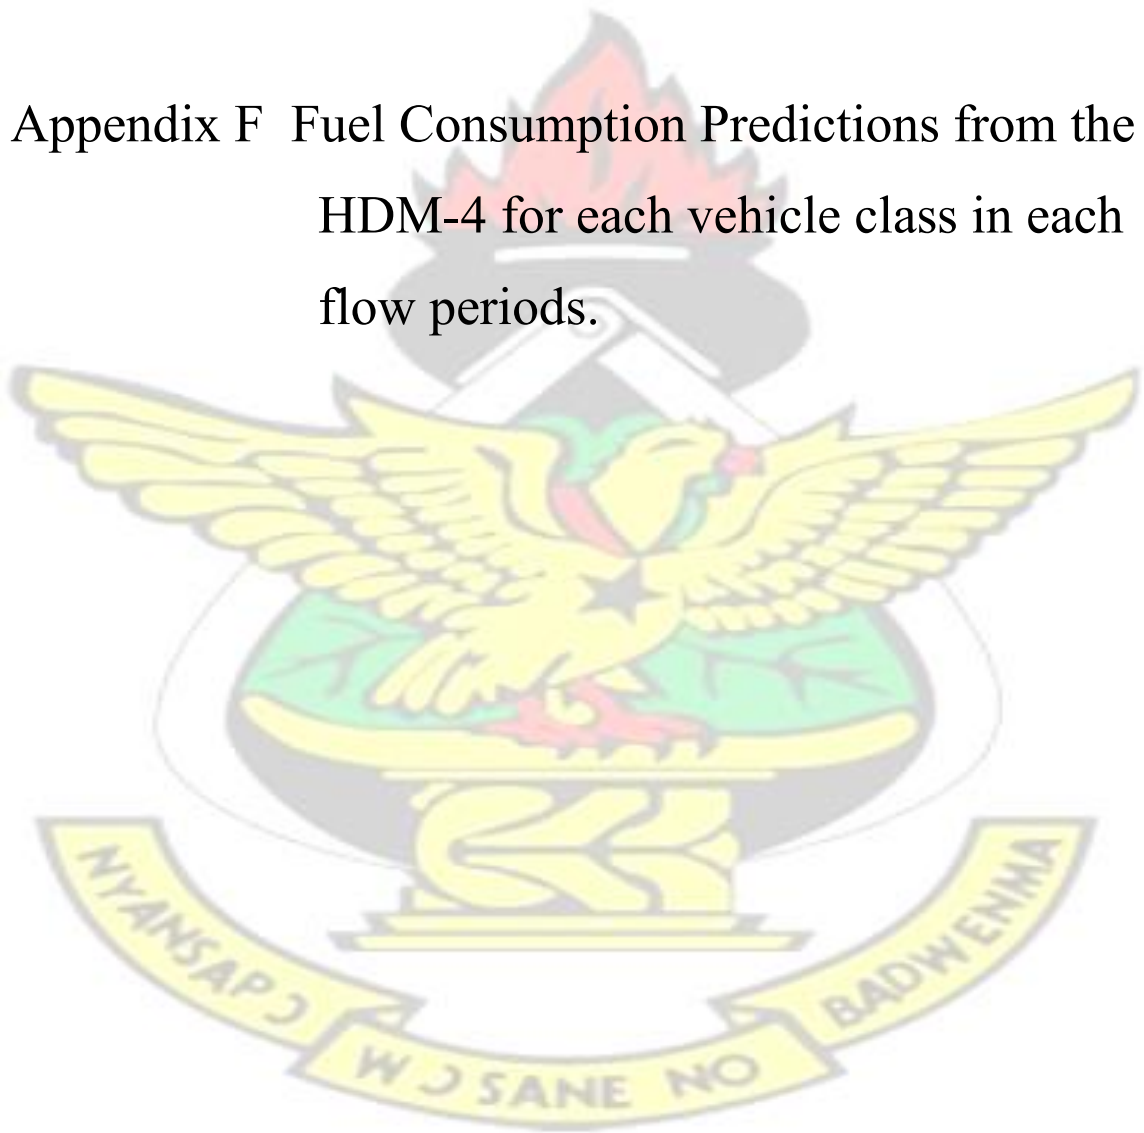 Appendix F Fuel Consumption Predictions from the
HDM-4 for each vehicle class in each
flow periods.
NYANSAPƆ
WƆ SANE NO
BADWENMA